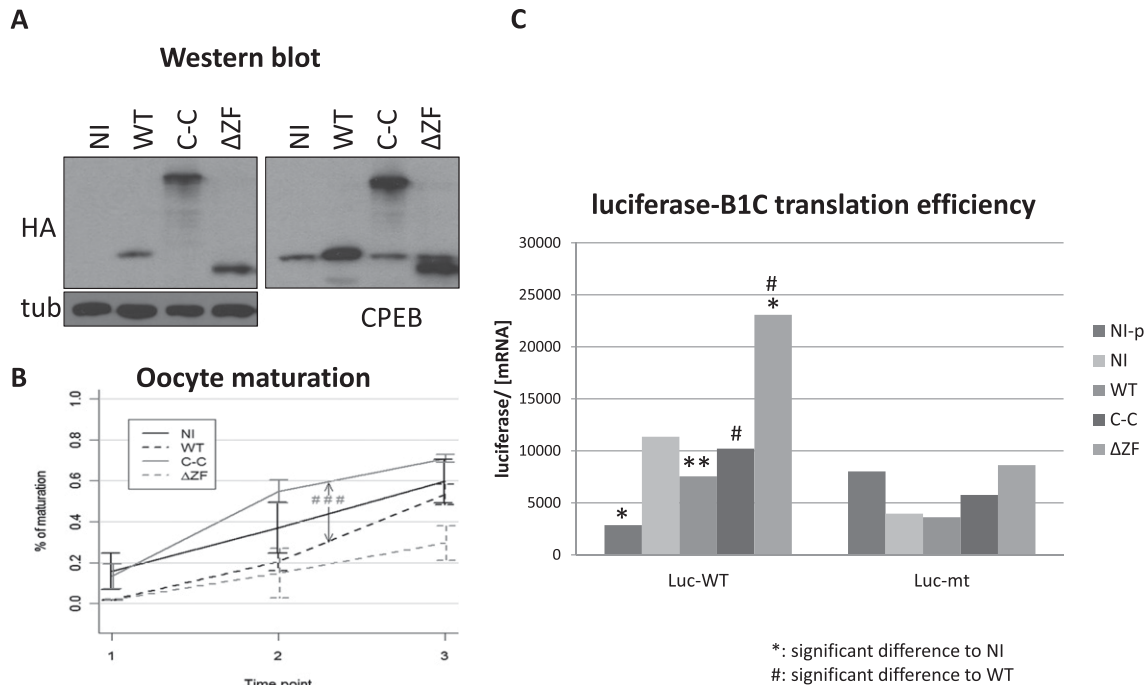 A
Western blot
NI WT C-C ΔZF NI WT C-C ΔZF
HA
tub
CPEB
B
Oocyte maturation
1.0
0.8
0.6
0.4
0.2
0.0
% of maturation
NI
WT
C-C
ΔZF
###
1 2 3
Time point
C
luciferase-B1C translation efficiency
luciferase/ [mRNA]
30000
25000
20000
15000
10000
5000
0
*
**
#
#
*
Luc-WT Luc-mt
NI-p
NI
WT
C-C
ΔZF
*: significant difference to NI
#: significant difference to WT